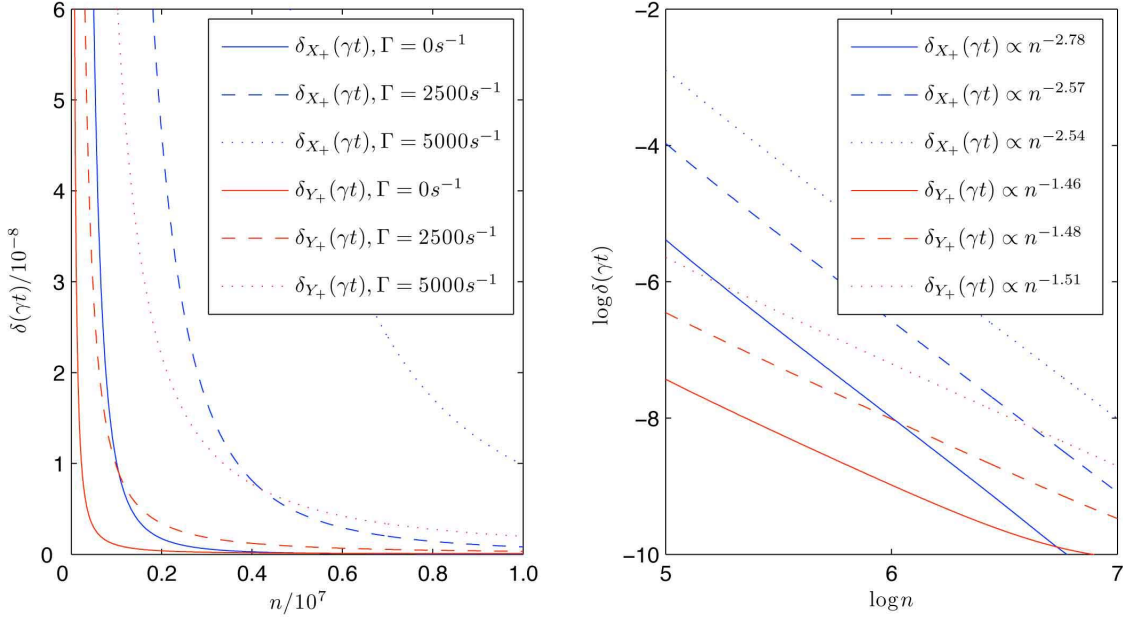 6
5
4
3
2
1
0
δ(γt)/10⁻⁸
0 0.2 0.4 0.6 0.8 1.0
n/10⁷
δ_{X₊}(γt), Γ = 0s⁻¹
δ_{X₊}(γt), Γ = 2500s⁻¹
δ_{X₊}(γt), Γ = 5000s⁻¹
δ_{Y₊}(γt), Γ = 0s⁻¹
δ_{Y₊}(γt), Γ = 2500s⁻¹
δ_{Y₊}(γt), Γ = 5000s⁻¹
−2
−4
−6
−8
−10
log δ(γt)
5 6 7
log n
δ_{X₊}(γt) ∝ n^{−2.78}
δ_{X₊}(γt) ∝ n^{−2.57}
δ_{X₊}(γt) ∝ n^{−2.54}
δ_{Y₊}(γt) ∝ n^{−1.46}
δ_{Y₊}(γt) ∝ n^{−1.48}
δ_{Y₊}(γt) ∝ n^{−1.51}